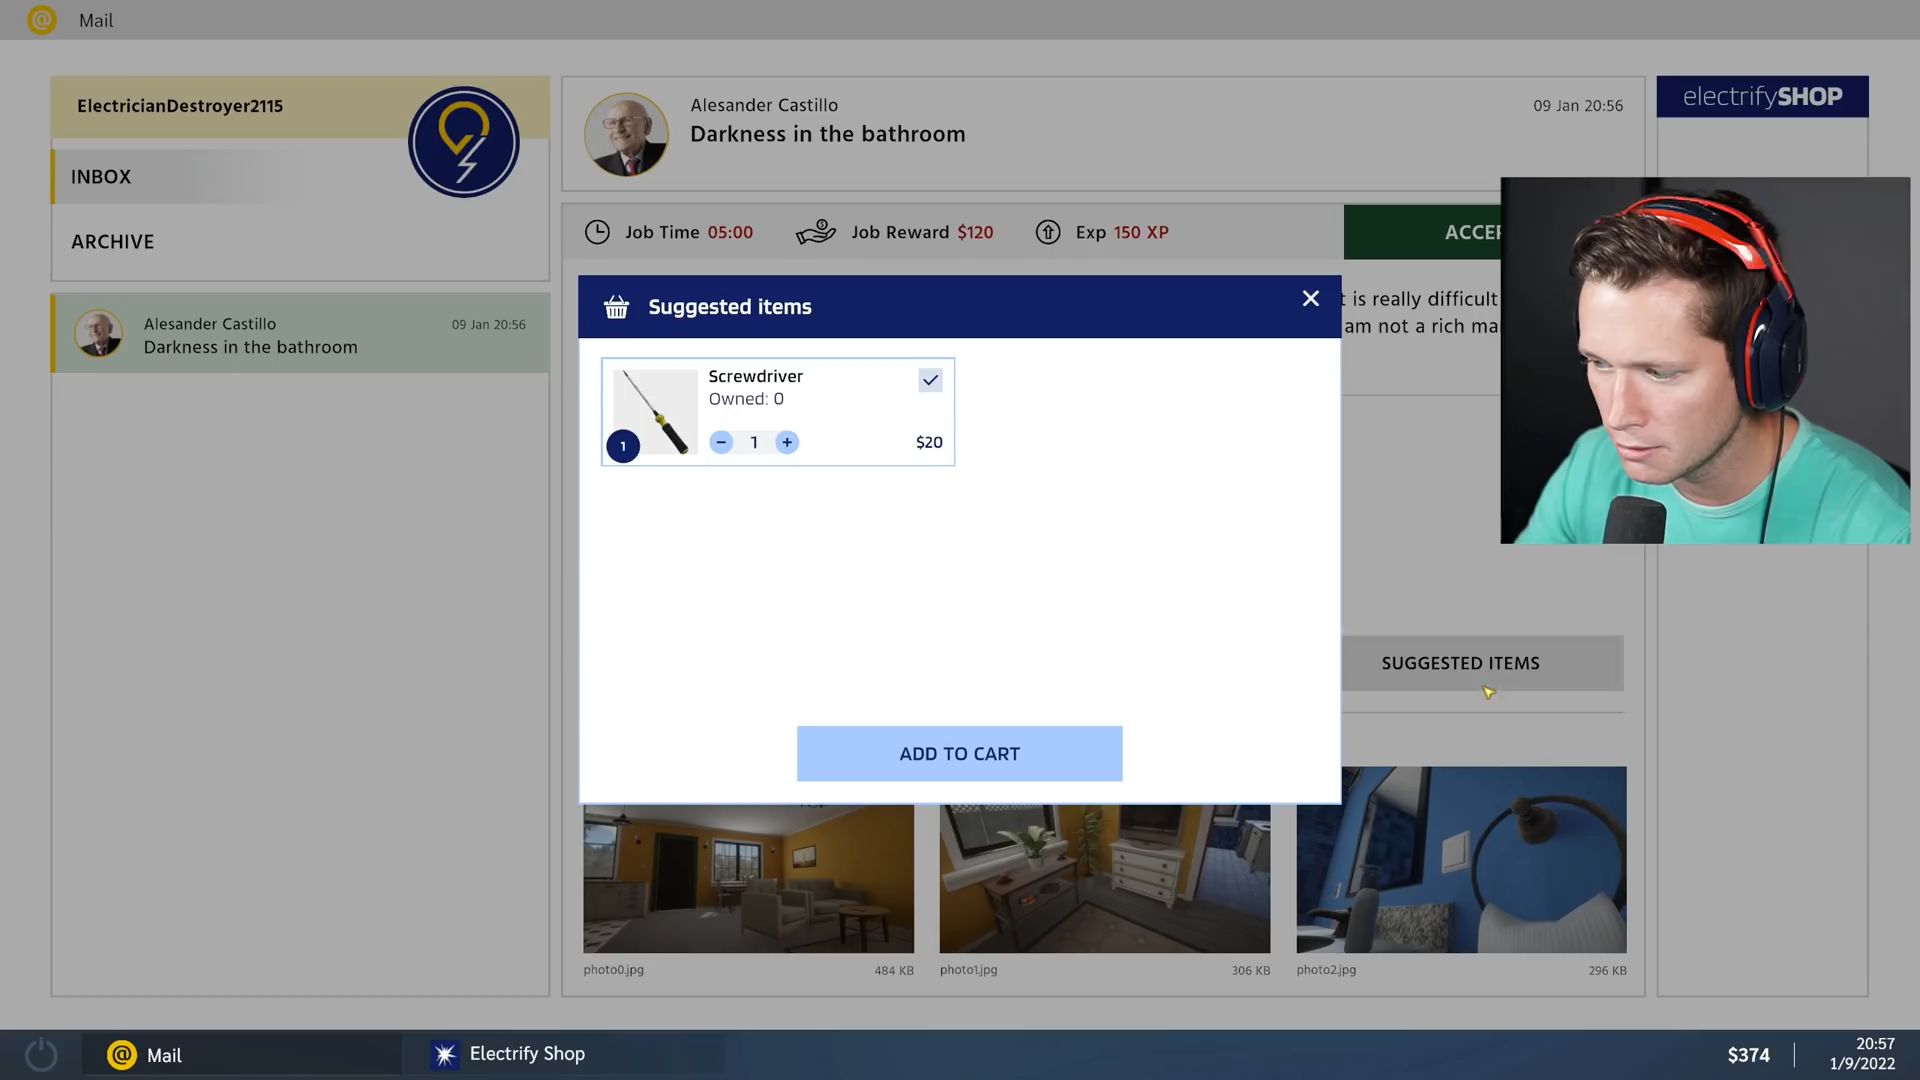 Mail
ElectricianDestroyer2115
INBOX
ARCHIVE
Alesander Castillo
09 Jan 20:56
Darkness in the bathroom
Alesander Castillo
09 Jan 20:56
Darkness in the bathroom
Job Time 05:00
Job Reward $120
Exp 150 XP
is really difficult
am not a rich
electrifySHOP
Suggested items
Screwdriver
Owned: 0
1
1
$20
ADD TO CART
SUGGESTED ITEMS
photo0.jpg
484 KB
photo1.jpg
306 KB
photo2.jpg
296 KB
Mail
Electrify Shop
$374
20:57
1/9/2022